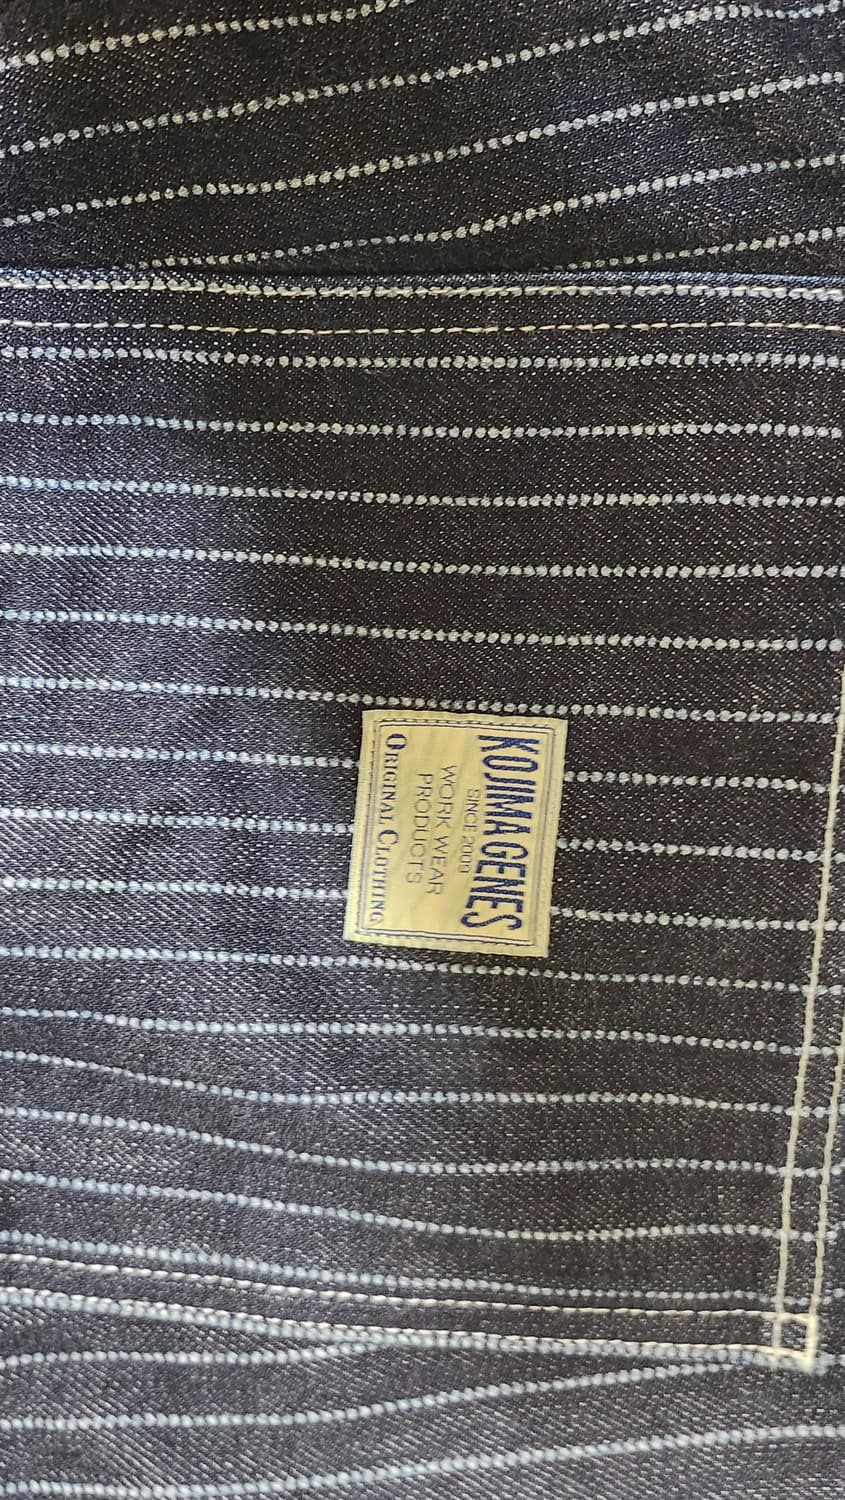 KOJIMA GENES
SINCE 2009
WORK WEAR
PRODUCTS
ORIGINAL CLOTHING